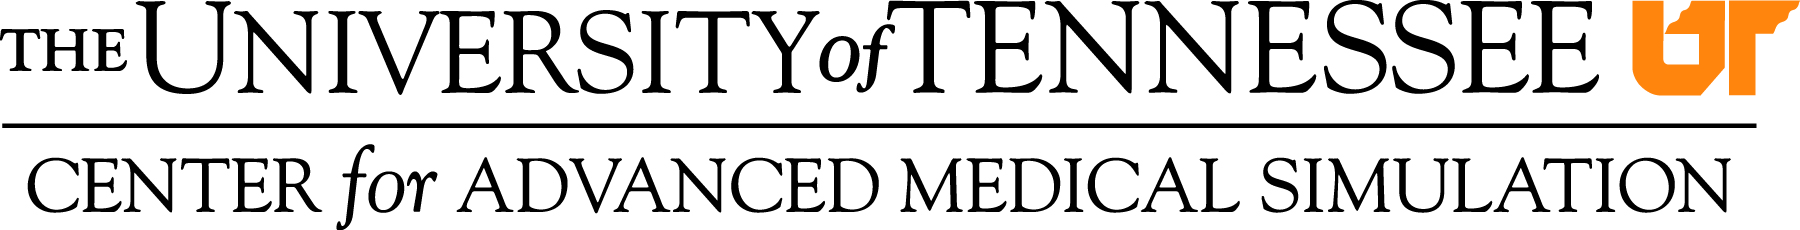 THE UNIVERSITY of TENNESSEE UT
CENTER for ADVANCED MEDICAL SIMULATION